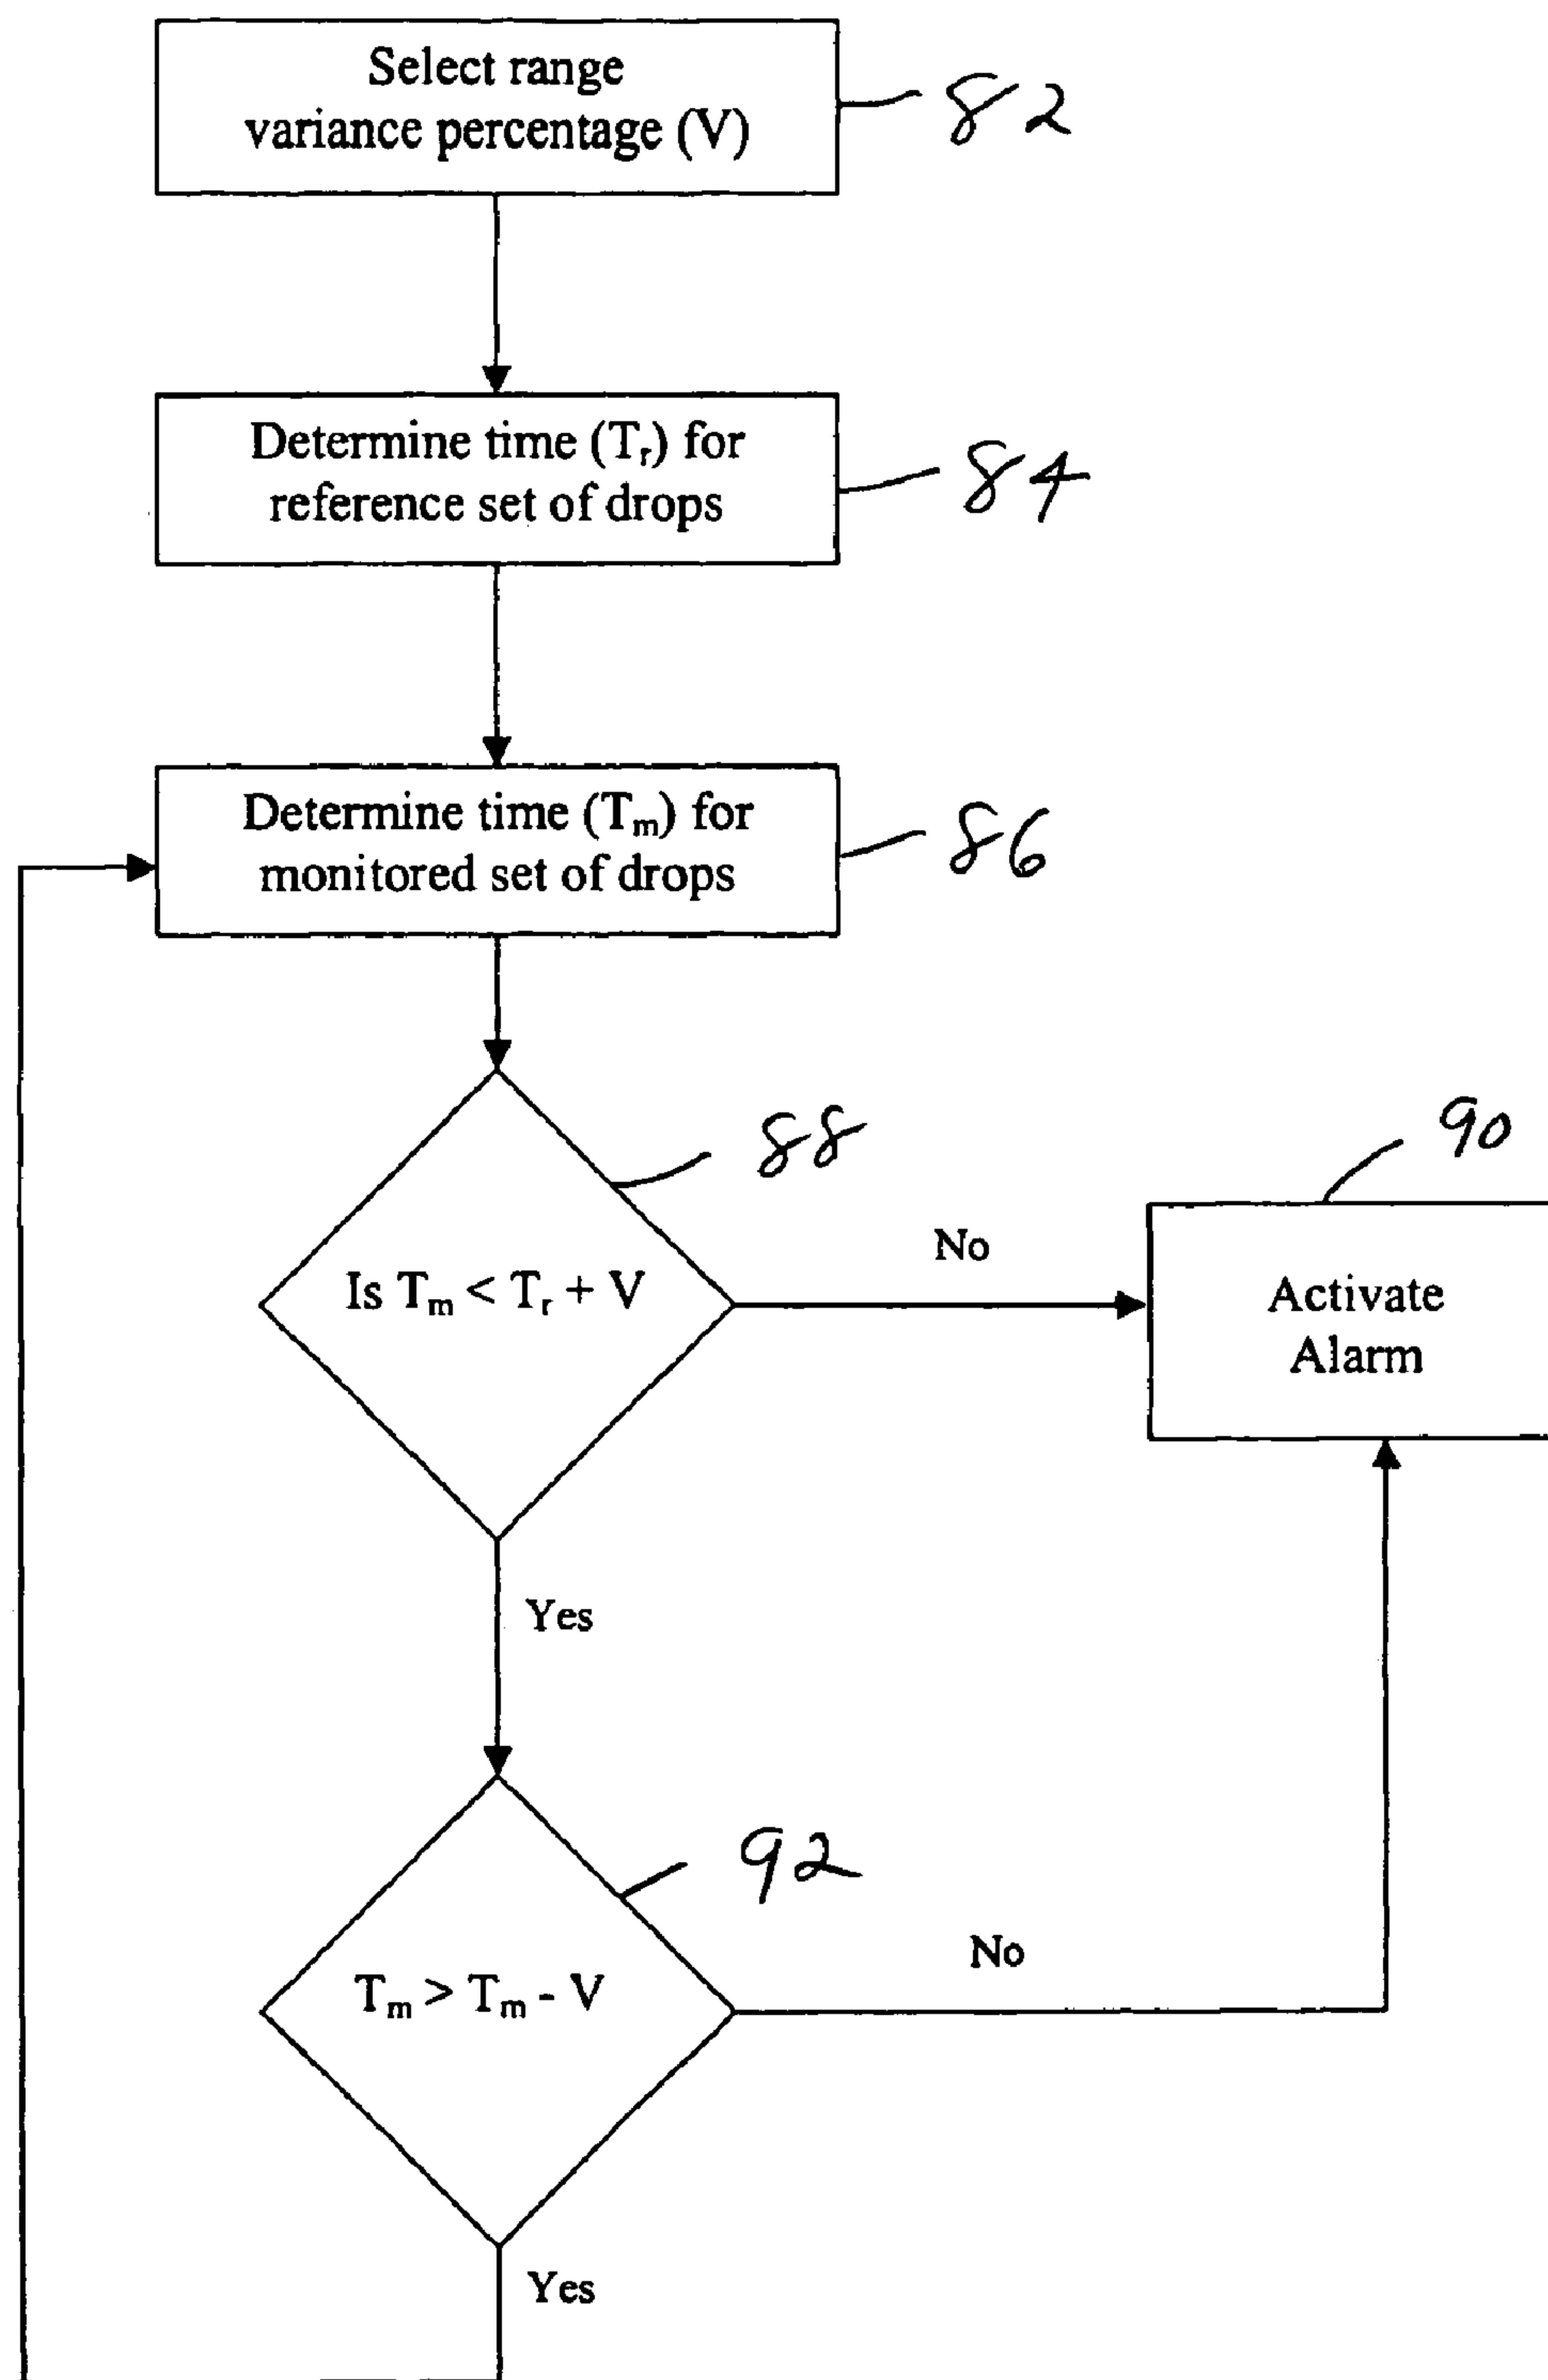 Select range
variance percentage (V)
82
Determine time (Tᵣ) for
reference set of drops
84
Determine time (Tₘ) for
monitored set of drops
86
88
90
No
Is Tₘ < Tᵣ + V
Activate
Alarm
Yes
92
No
Tₘ > Tₘ - V
Yes